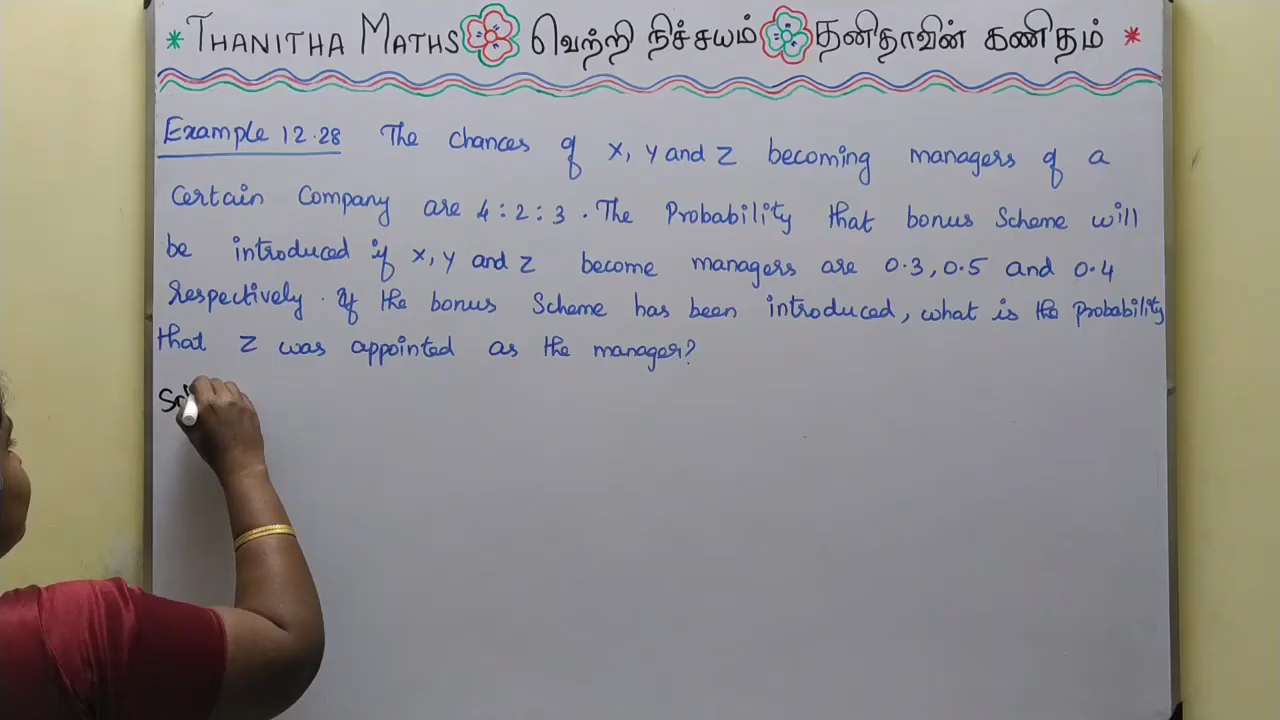 * THANITHA MATHS வெற்றி நிச்சயம் தனிதாவின் கணிதம் *
Example 12.28 The chances of X, Y and Z becoming managers of a
certain Company are 4 : 2 : 3 . The Probability that bonus Scheme will
be introduced if X, Y and Z become managers are 0.3, 0.5 and 0.4
respectively. If the bonus Scheme has been introduced, what is the Probability
that Z was appointed as the manager?